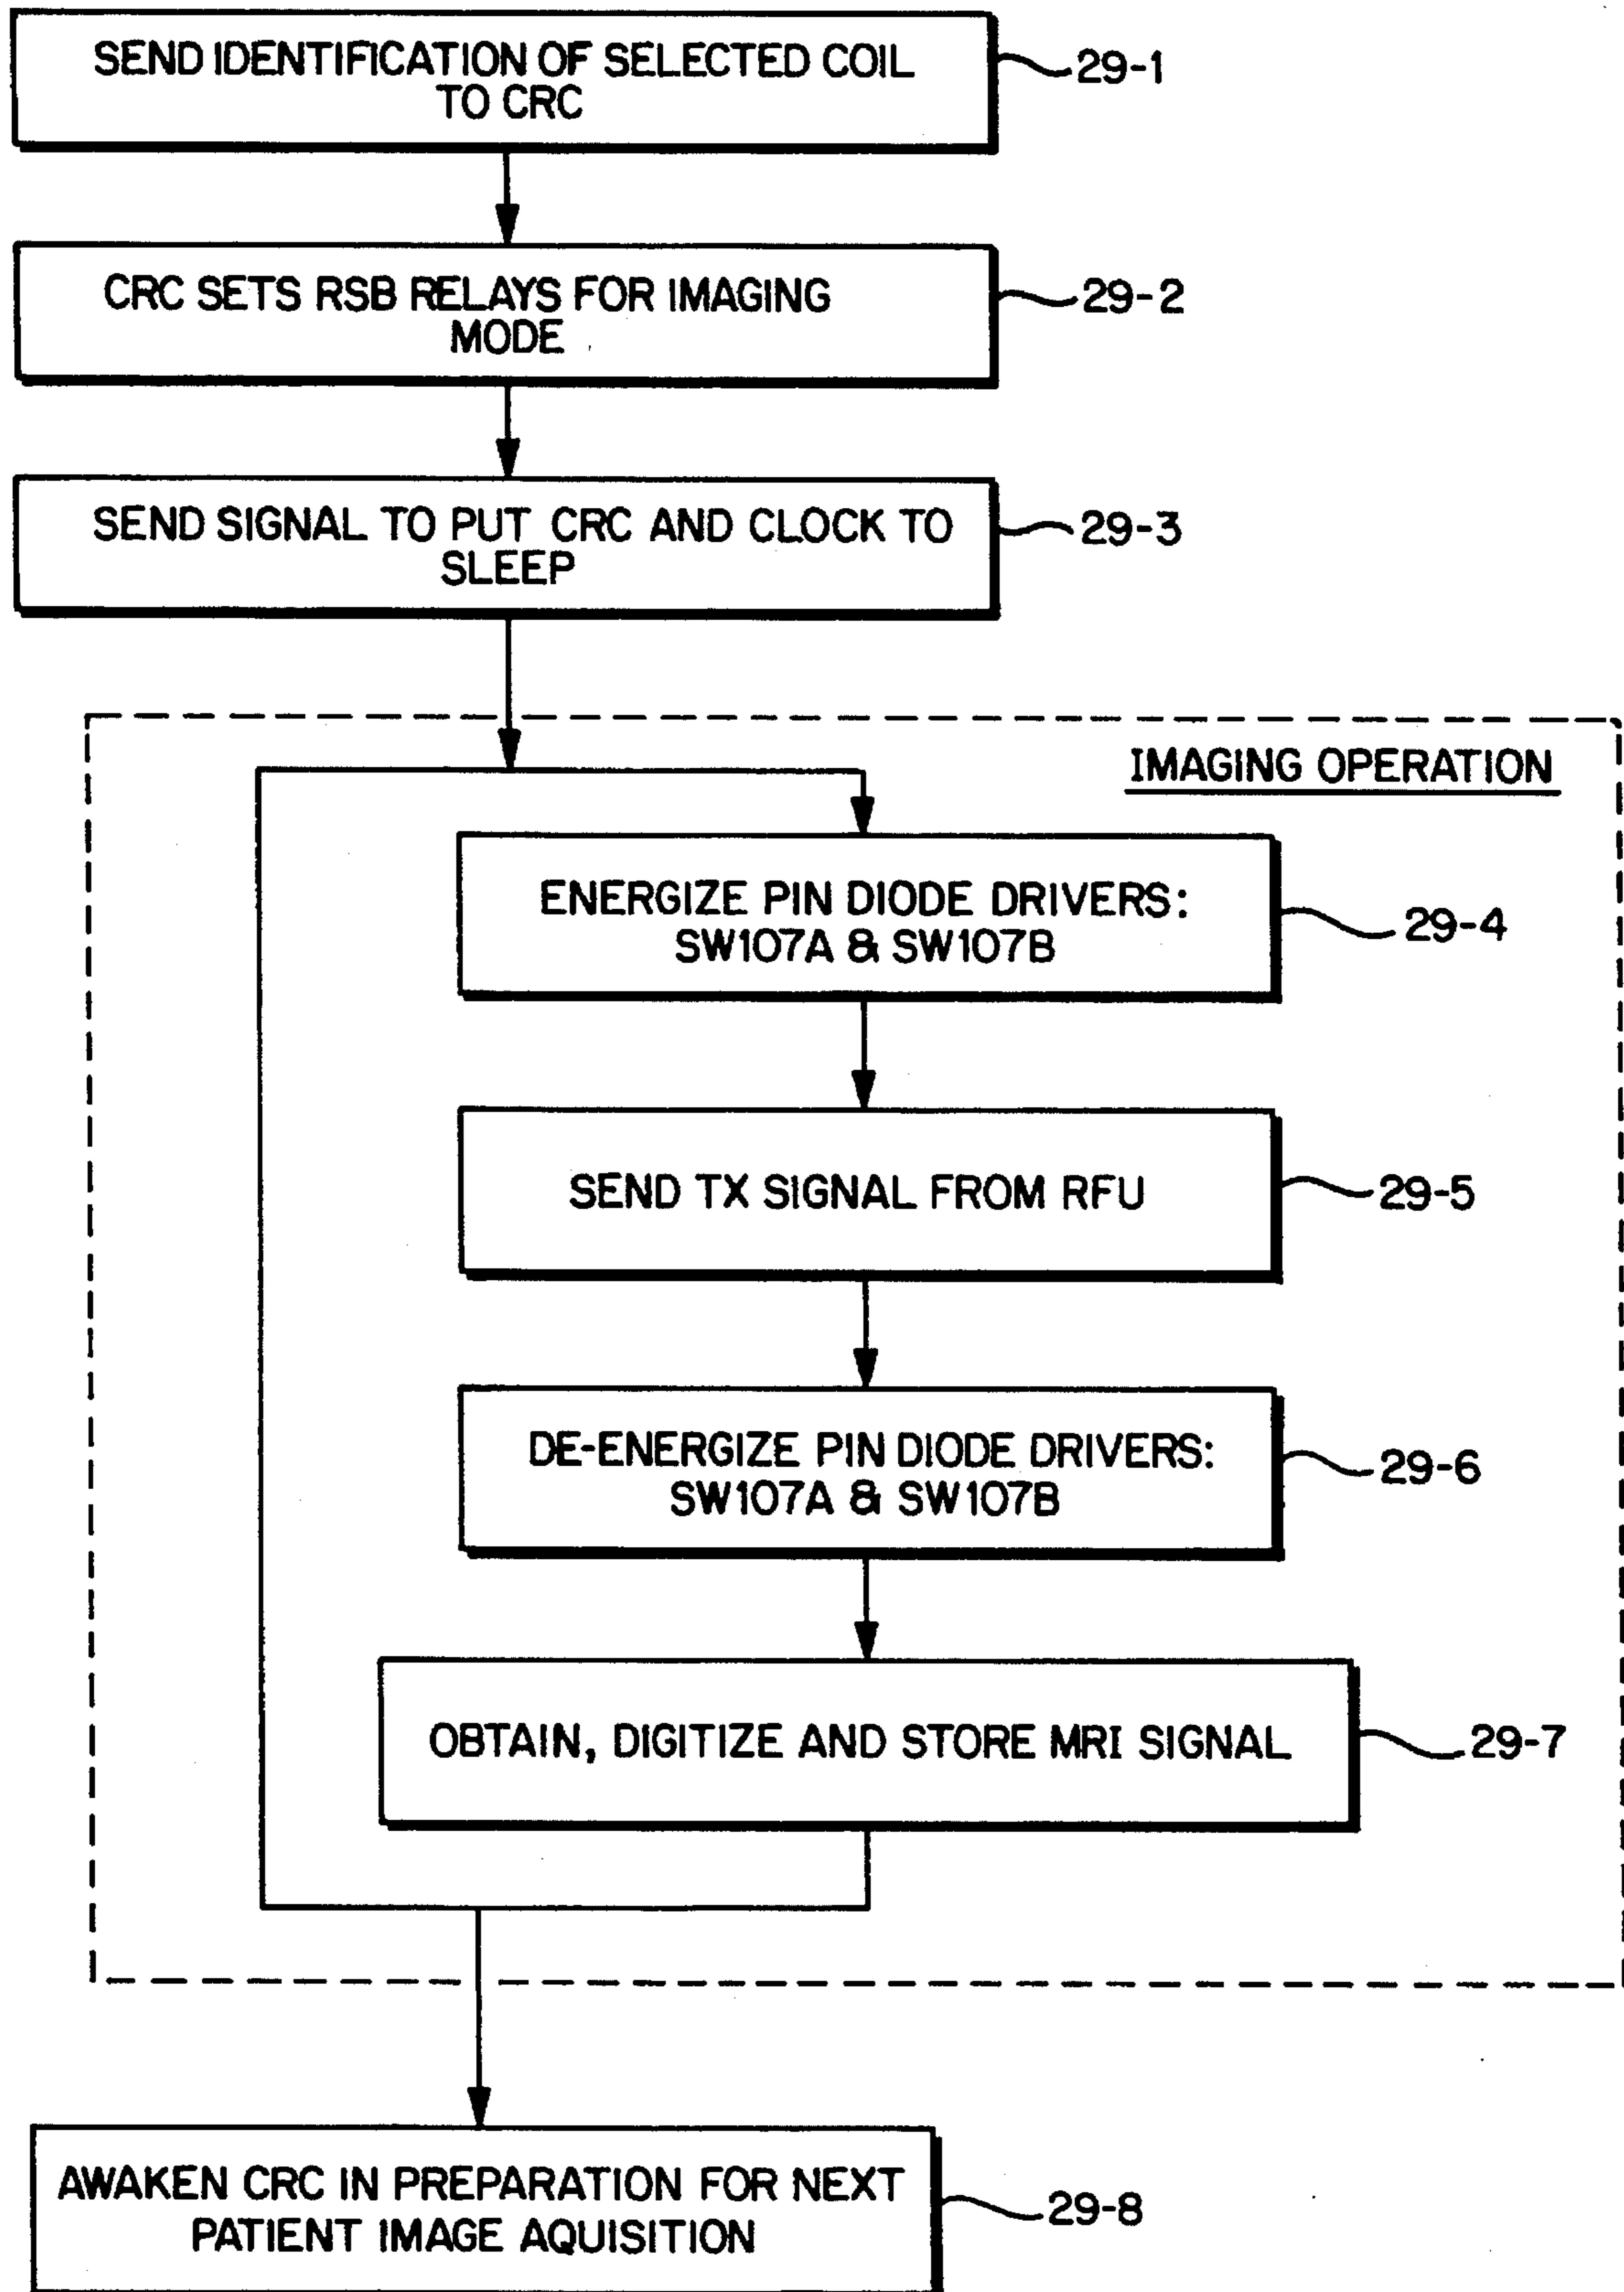 SEND IDENTIFICATION OF SELECTED COIL
TO CRC
29-1
CRC SETS RSB RELAYS FOR IMAGING
MODE
29-2
SEND SIGNAL TO PUT CRC AND CLOCK TO
SLEEP
29-3
IMAGING OPERATION
ENERGIZE PIN DIODE DRIVERS:
SW107A & SW107B
29-4
SEND TX SIGNAL FROM RFU
29-5
DE-ENERGIZE PIN DIODE DRIVERS:
SW107A & SW107B
29-6
OBTAIN, DIGITIZE AND STORE MRI SIGNAL
29-7
AWAKEN CRC IN PREPARATION FOR NEXT
PATIENT IMAGE AQUISITION
29-8